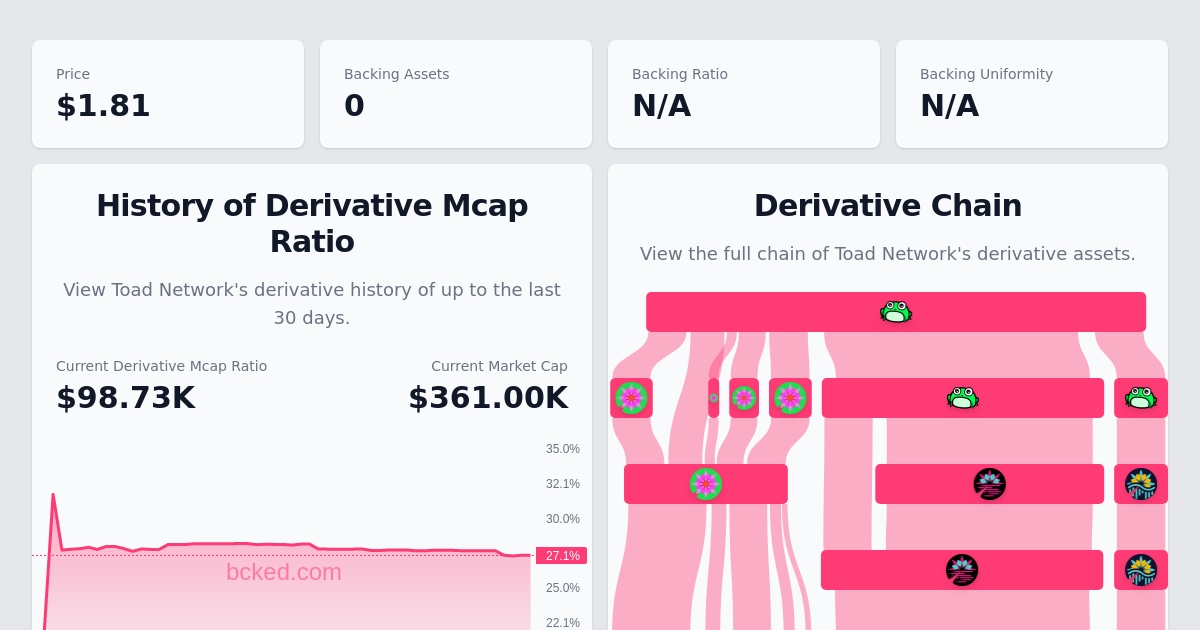 Price
$1.81
Backing Assets
0
Backing Ratio
N/A
Backing Uniformity
N/A
History of Derivative Mcap
Ratio
View Toad Network's derivative history of up to the last
30 days.
Current Derivative Mcap Ratio
$98.73K
Current Market Cap
$361.00K
35.0%
32.1%
30.0%
27.1%
25.0%
22.1%
bcked.com
Derivative Chain
View the full chain of Toad Network's derivative assets.